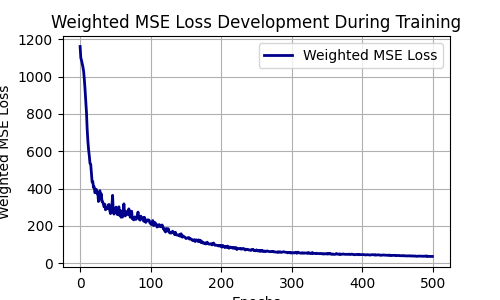 Weighted MSE Loss Development During Training
Weighted MSE Loss
1200
1000
800
600
400
200
0
Weighted MSE Loss
0 100 200 300 400 500
Epochs